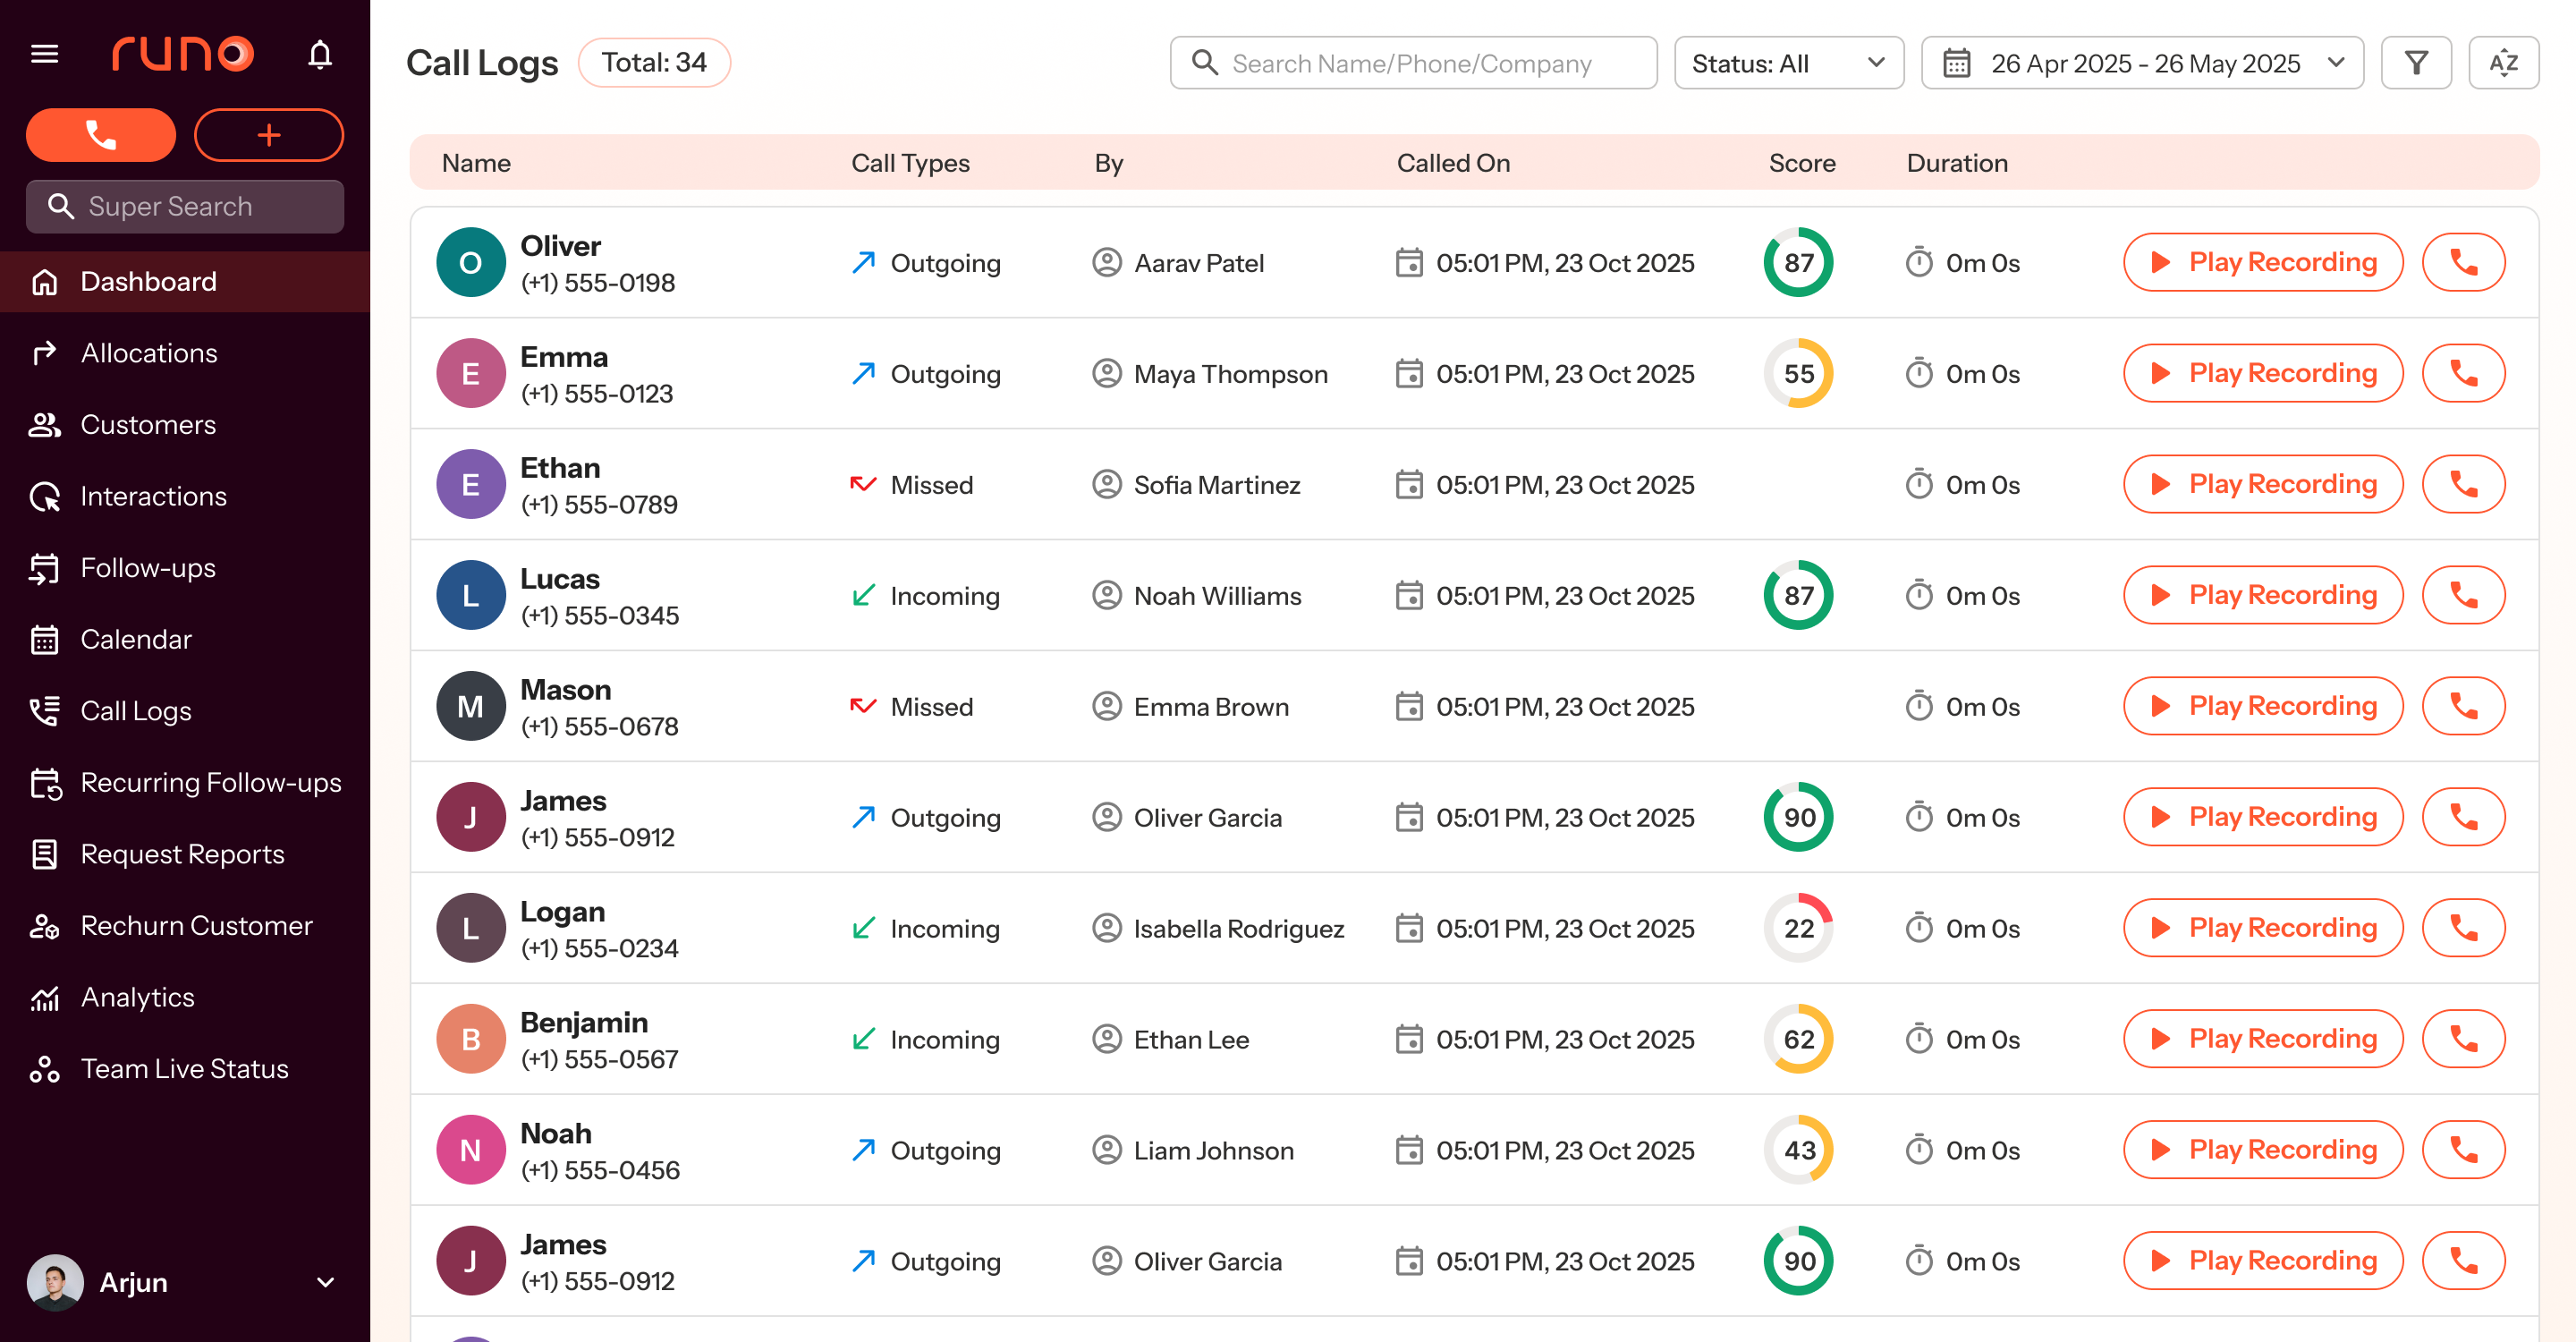 runo
Super Search
Dashboard
Allocations
Customers
Interactions
Follow-ups
Calendar
Call Logs
Recurring Follow-ups
Request Reports
Rechurn Customer
Analytics
Team Live Status
Arjun
Call Logs Total: 34 Search Name/Phone/Company Status: All 26 Apr 2025 - 26 May 2025 AZ
Name Call Types By Called On Score Duration
O Oliver (+1) 555-0198 Outgoing Aarav Patel 05:01 PM, 23 Oct 2025 87 0m 0s Play Recording
E Emma (+1) 555-0123 Outgoing Maya Thompson 05:01 PM, 23 Oct 2025 55 0m 0s Play Recording
E Ethan (+1) 555-0789 Missed Sofia Martinez 05:01 PM, 23 Oct 2025 0m 0s Play Recording
L Lucas (+1) 555-0345 Incoming Noah Williams 05:01 PM, 23 Oct 2025 87 0m 0s Play Recording
M Mason (+1) 555-0678 Missed Emma Brown 05:01 PM, 23 Oct 2025 0m 0s Play Recording
J James (+1) 555-0912 Outgoing Oliver Garcia 05:01 PM, 23 Oct 2025 90 0m 0s Play Recording
L Logan (+1) 555-0234 Incoming Isabella Rodriguez 05:01 PM, 23 Oct 2025 22 0m 0s Play Recording
B Benjamin (+1) 555-0567 Incoming Ethan Lee 05:01 PM, 23 Oct 2025 62 0m 0s Play Recording
N Noah (+1) 555-0456 Outgoing Liam Johnson 05:01 PM, 23 Oct 2025 43 0m 0s Play Recording
J James (+1) 555-0912 Outgoing Oliver Garcia 05:01 PM, 23 Oct 2025 90 0m 0s Play Recording